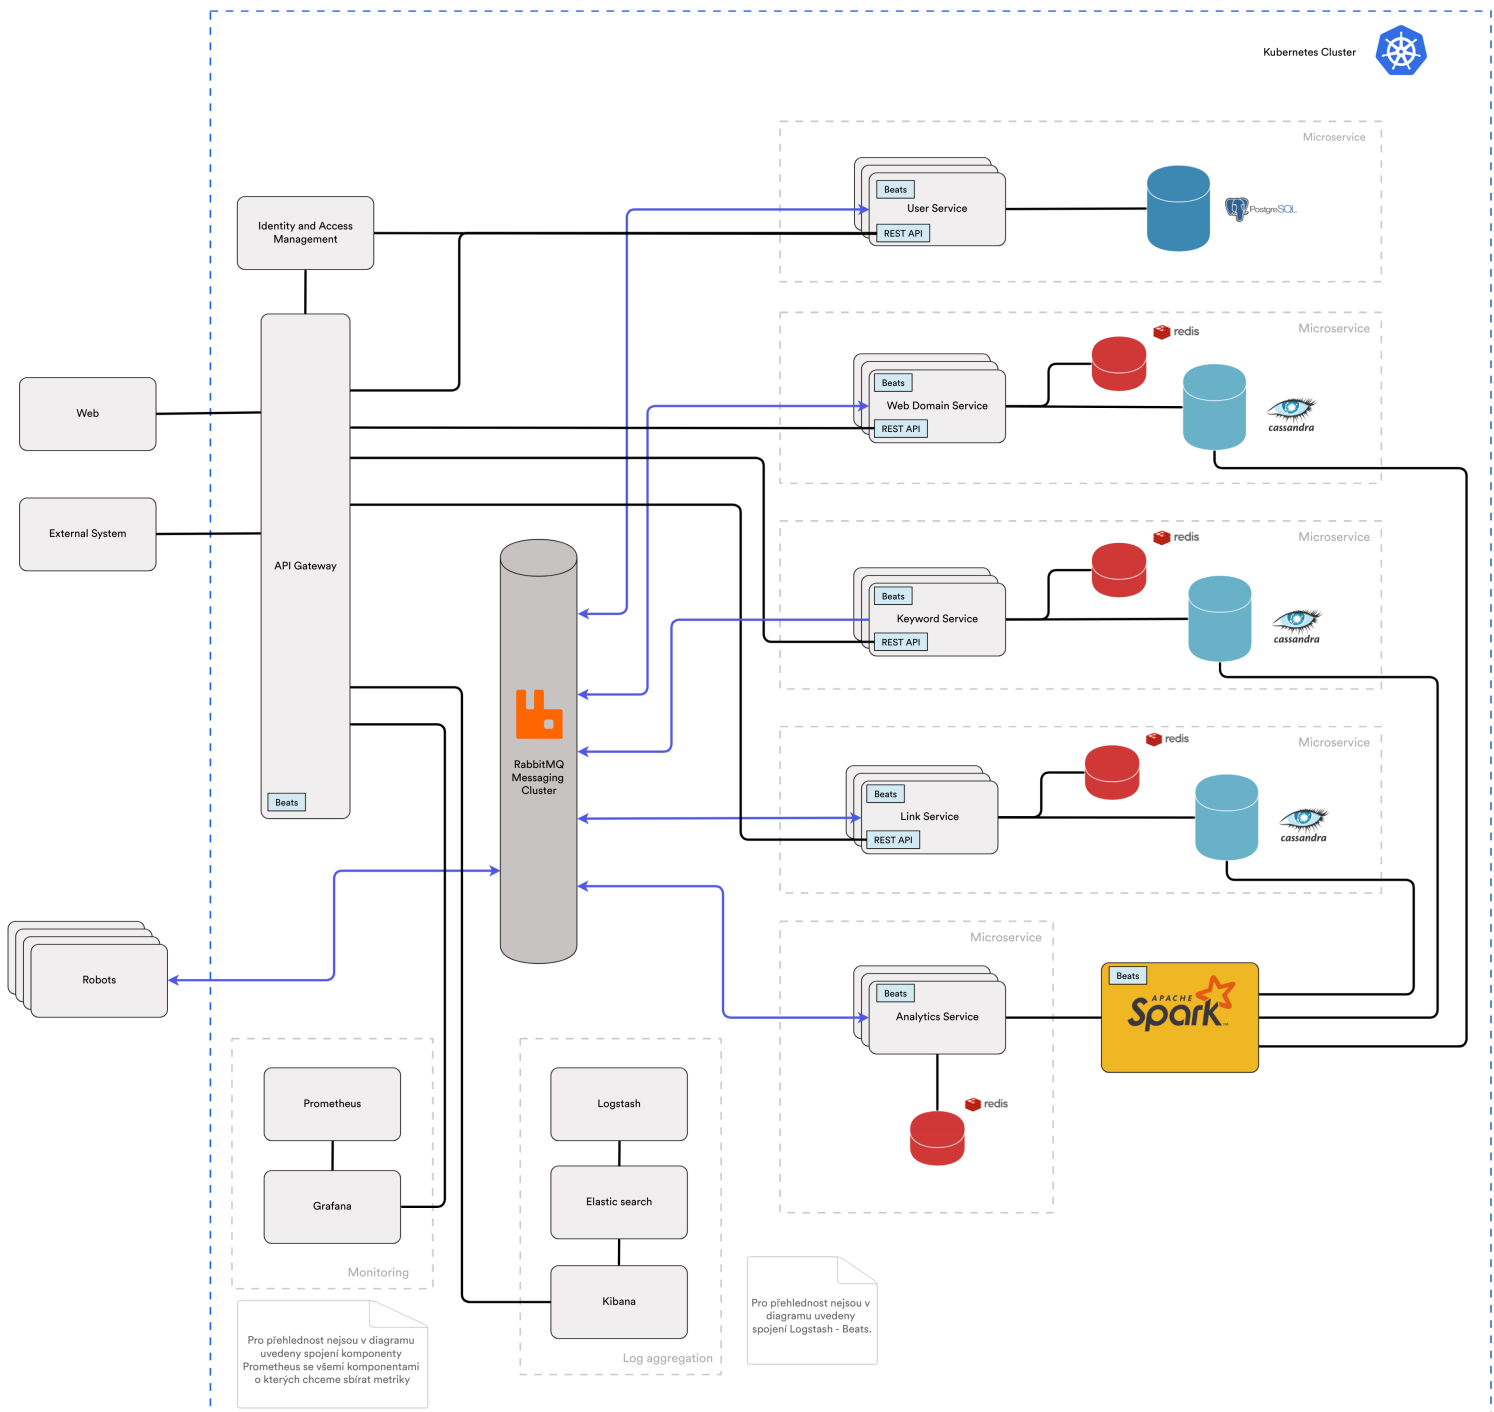 Kubernetes Cluster
Microservice
Beats
User Service
REST API
PostgreSQL
Identity and Access
Management
Microservice
redis
Beats
Web Domain Service
REST API
cassandra
Web
External System
API Gateway
Beats
Microservice
redis
Beats
Keyword Service
REST API
cassandra
RabbitMQ
Messaging
Cluster
Microservice
redis
Beats
Link Service
REST API
cassandra
Robots
Microservice
Beats
Analytics Service
redis
Beats
APACHE
Spark
Prometheus
Grafana
Monitoring
Logstash
Elastic search
Kibana
Log aggregation
Pro přehlednost nejsou v diagramu
uvedeny spojení komponenty
Prometheus se všemi komponentami
o kterých chceme sbírat metriky
Pro přehlednost nejsou v
diagramu uvedeny
spojení Logstash - Beats.